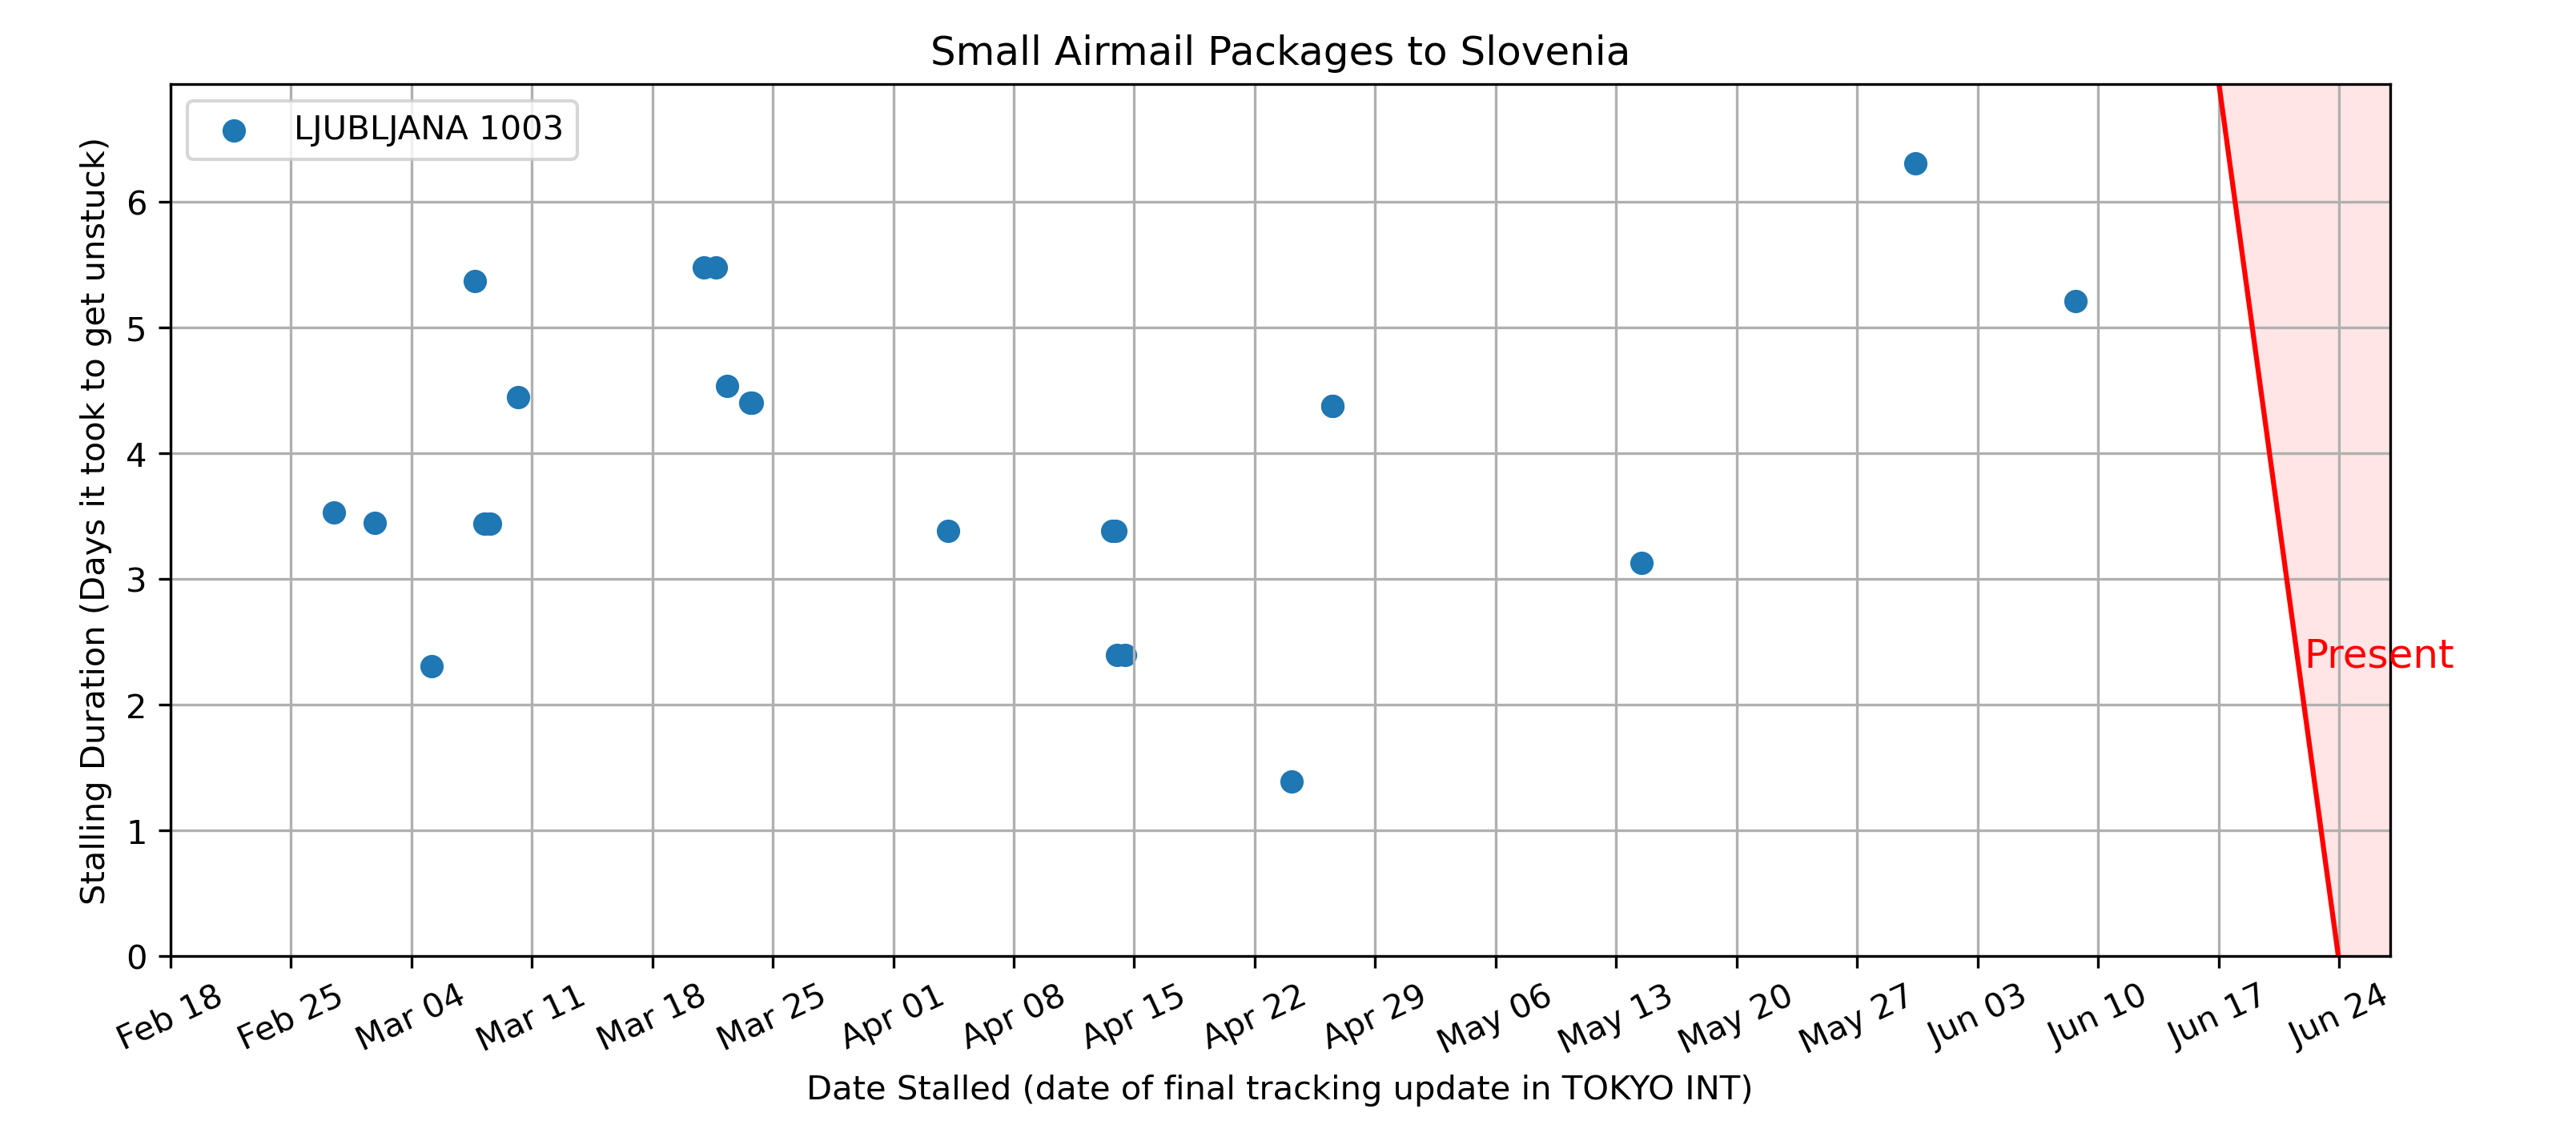 Small Airmail Packages to Slovenia
LJUBLJANA 1003
Stalling Duration (Days it took to get unstuck)
6
5
4
3
2
1
0
Present
Feb 18
Feb 25
Mar 04
Mar 11
Mar 18
Mar 25
Apr 01
Apr 08
Apr 15
Apr 22
Apr 29
May 06
May 13
May 20
May 27
Jun 03
Jun 10
Jun 17
Jun 24
Date Stalled (date of final tracking update in TOKYO INT)